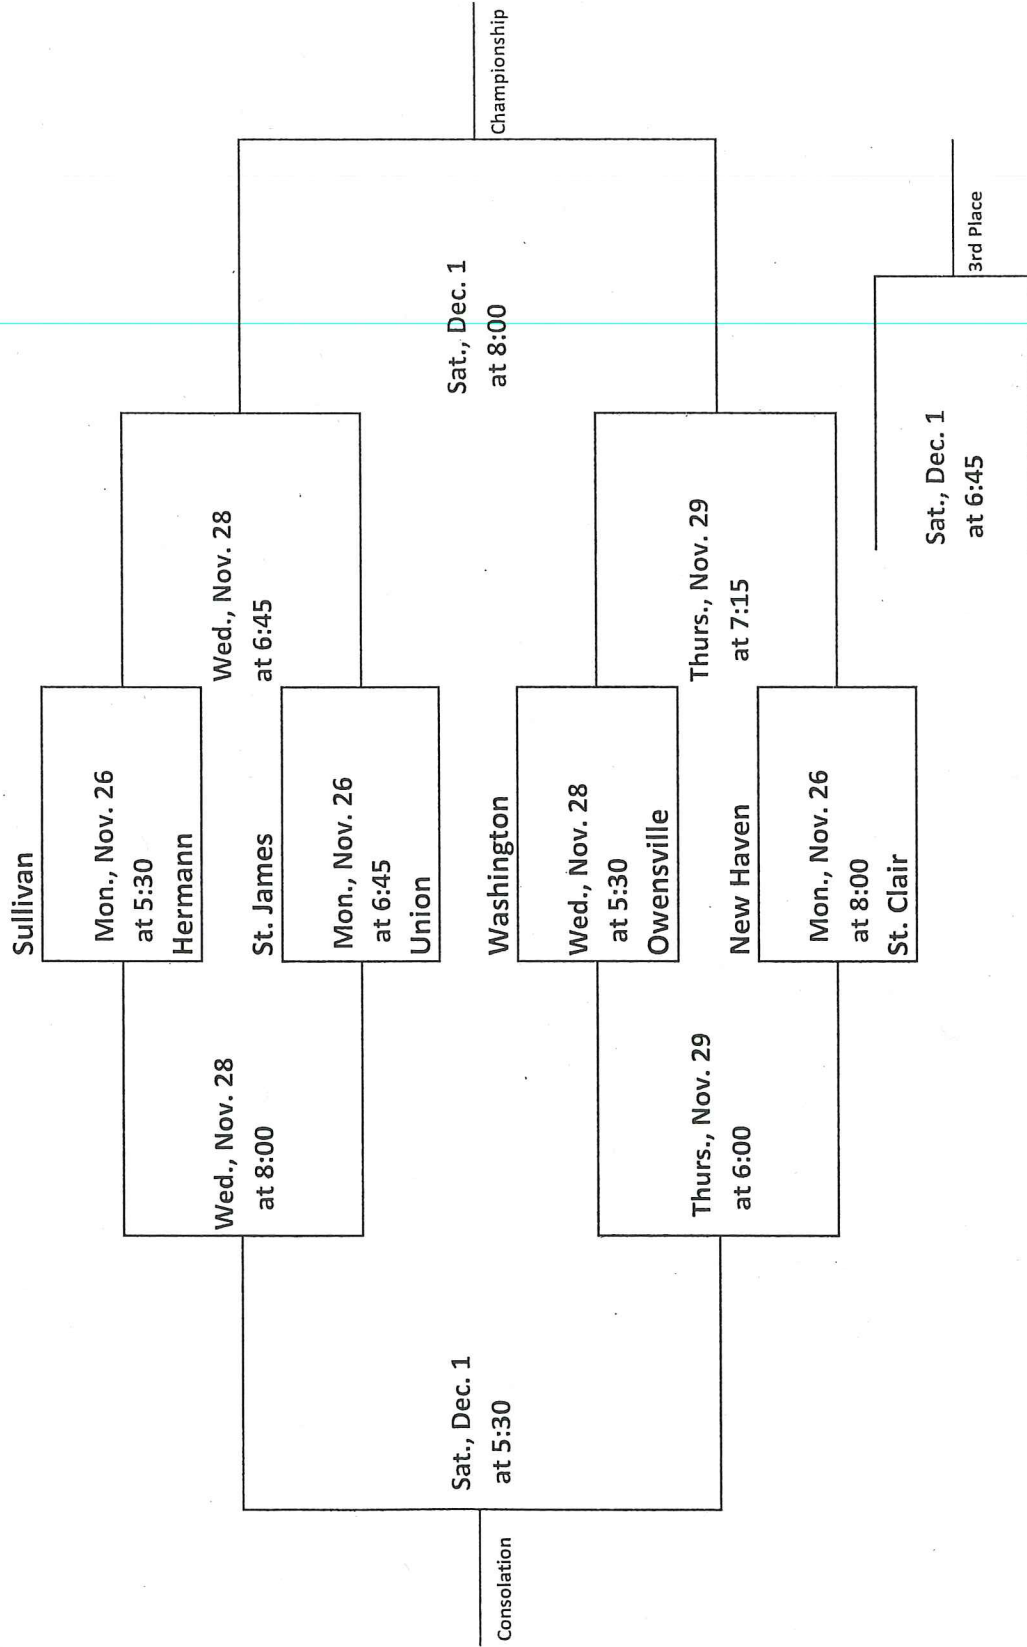 Sullivan
Mon., Nov. 26
at 5:30
Hermann
St. James
Mon., Nov. 26
at 6:45
Union
Washington
Wed., Nov. 28
at 5:30
Owensville
New Haven
Mon., Nov. 26
at 8:00
St. Clair
Wed., Nov. 28
at 8:00
Thurs., Nov. 29
at 6:00
Sat., Dec. 1
at 5:30
Consolation
Wed., Nov. 28
at 6:45
Thurs., Nov. 29
at 7:15
Sat., Dec. 1
at 8:00
Championship
Sat., Dec. 1
at 6:45
3rd Place